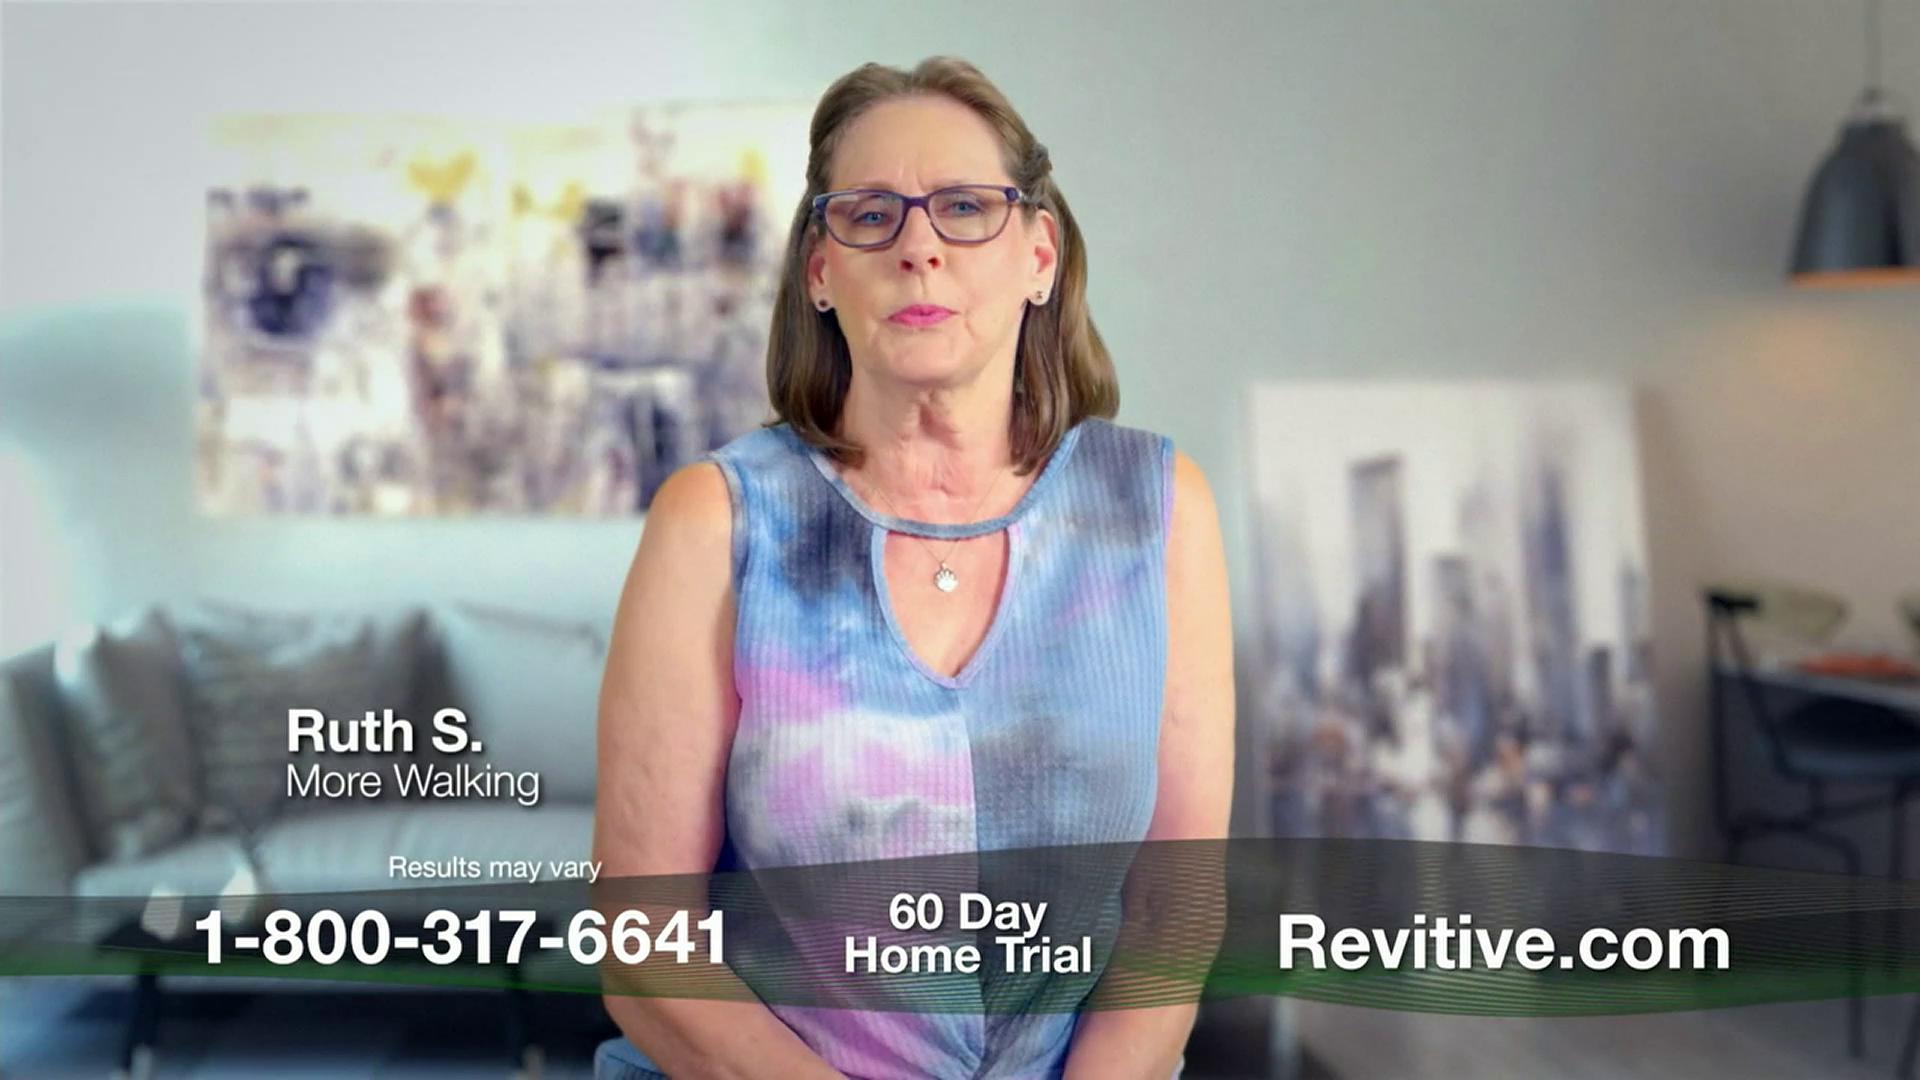 Ruth S.
More Walking
Results may vary
1-800-317-6641
60 Day
Home Trial
Revitive.com